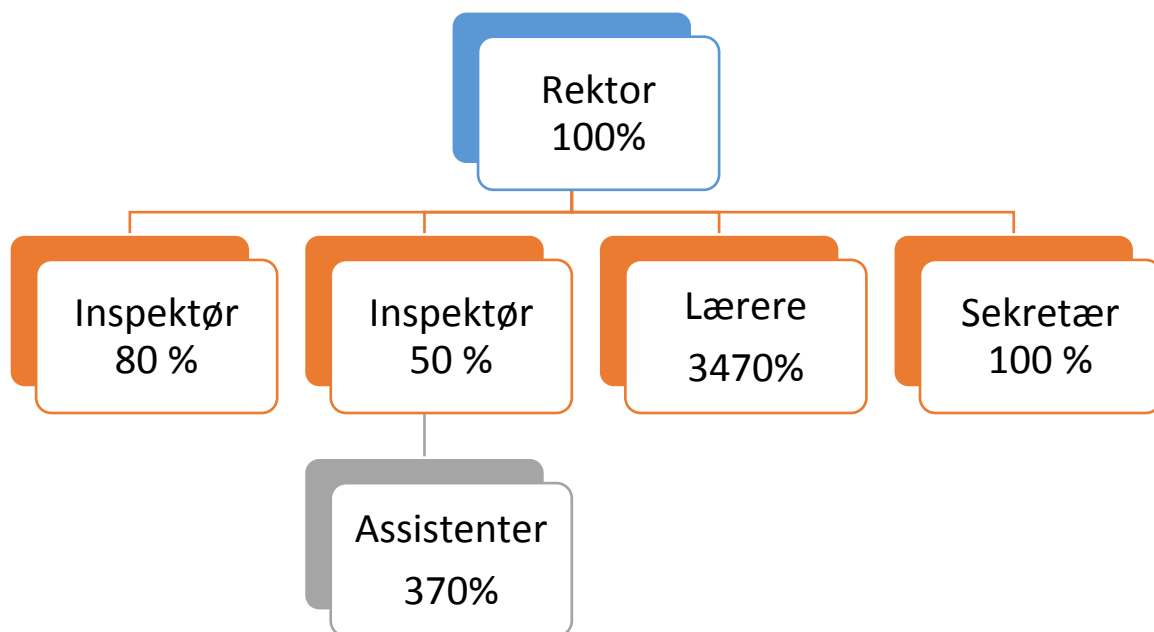 Rektor
100%
Inspektør
80 %
Inspektør
50 %
Lærere
3470%
Sekretær
100 %
Assistenter
370%